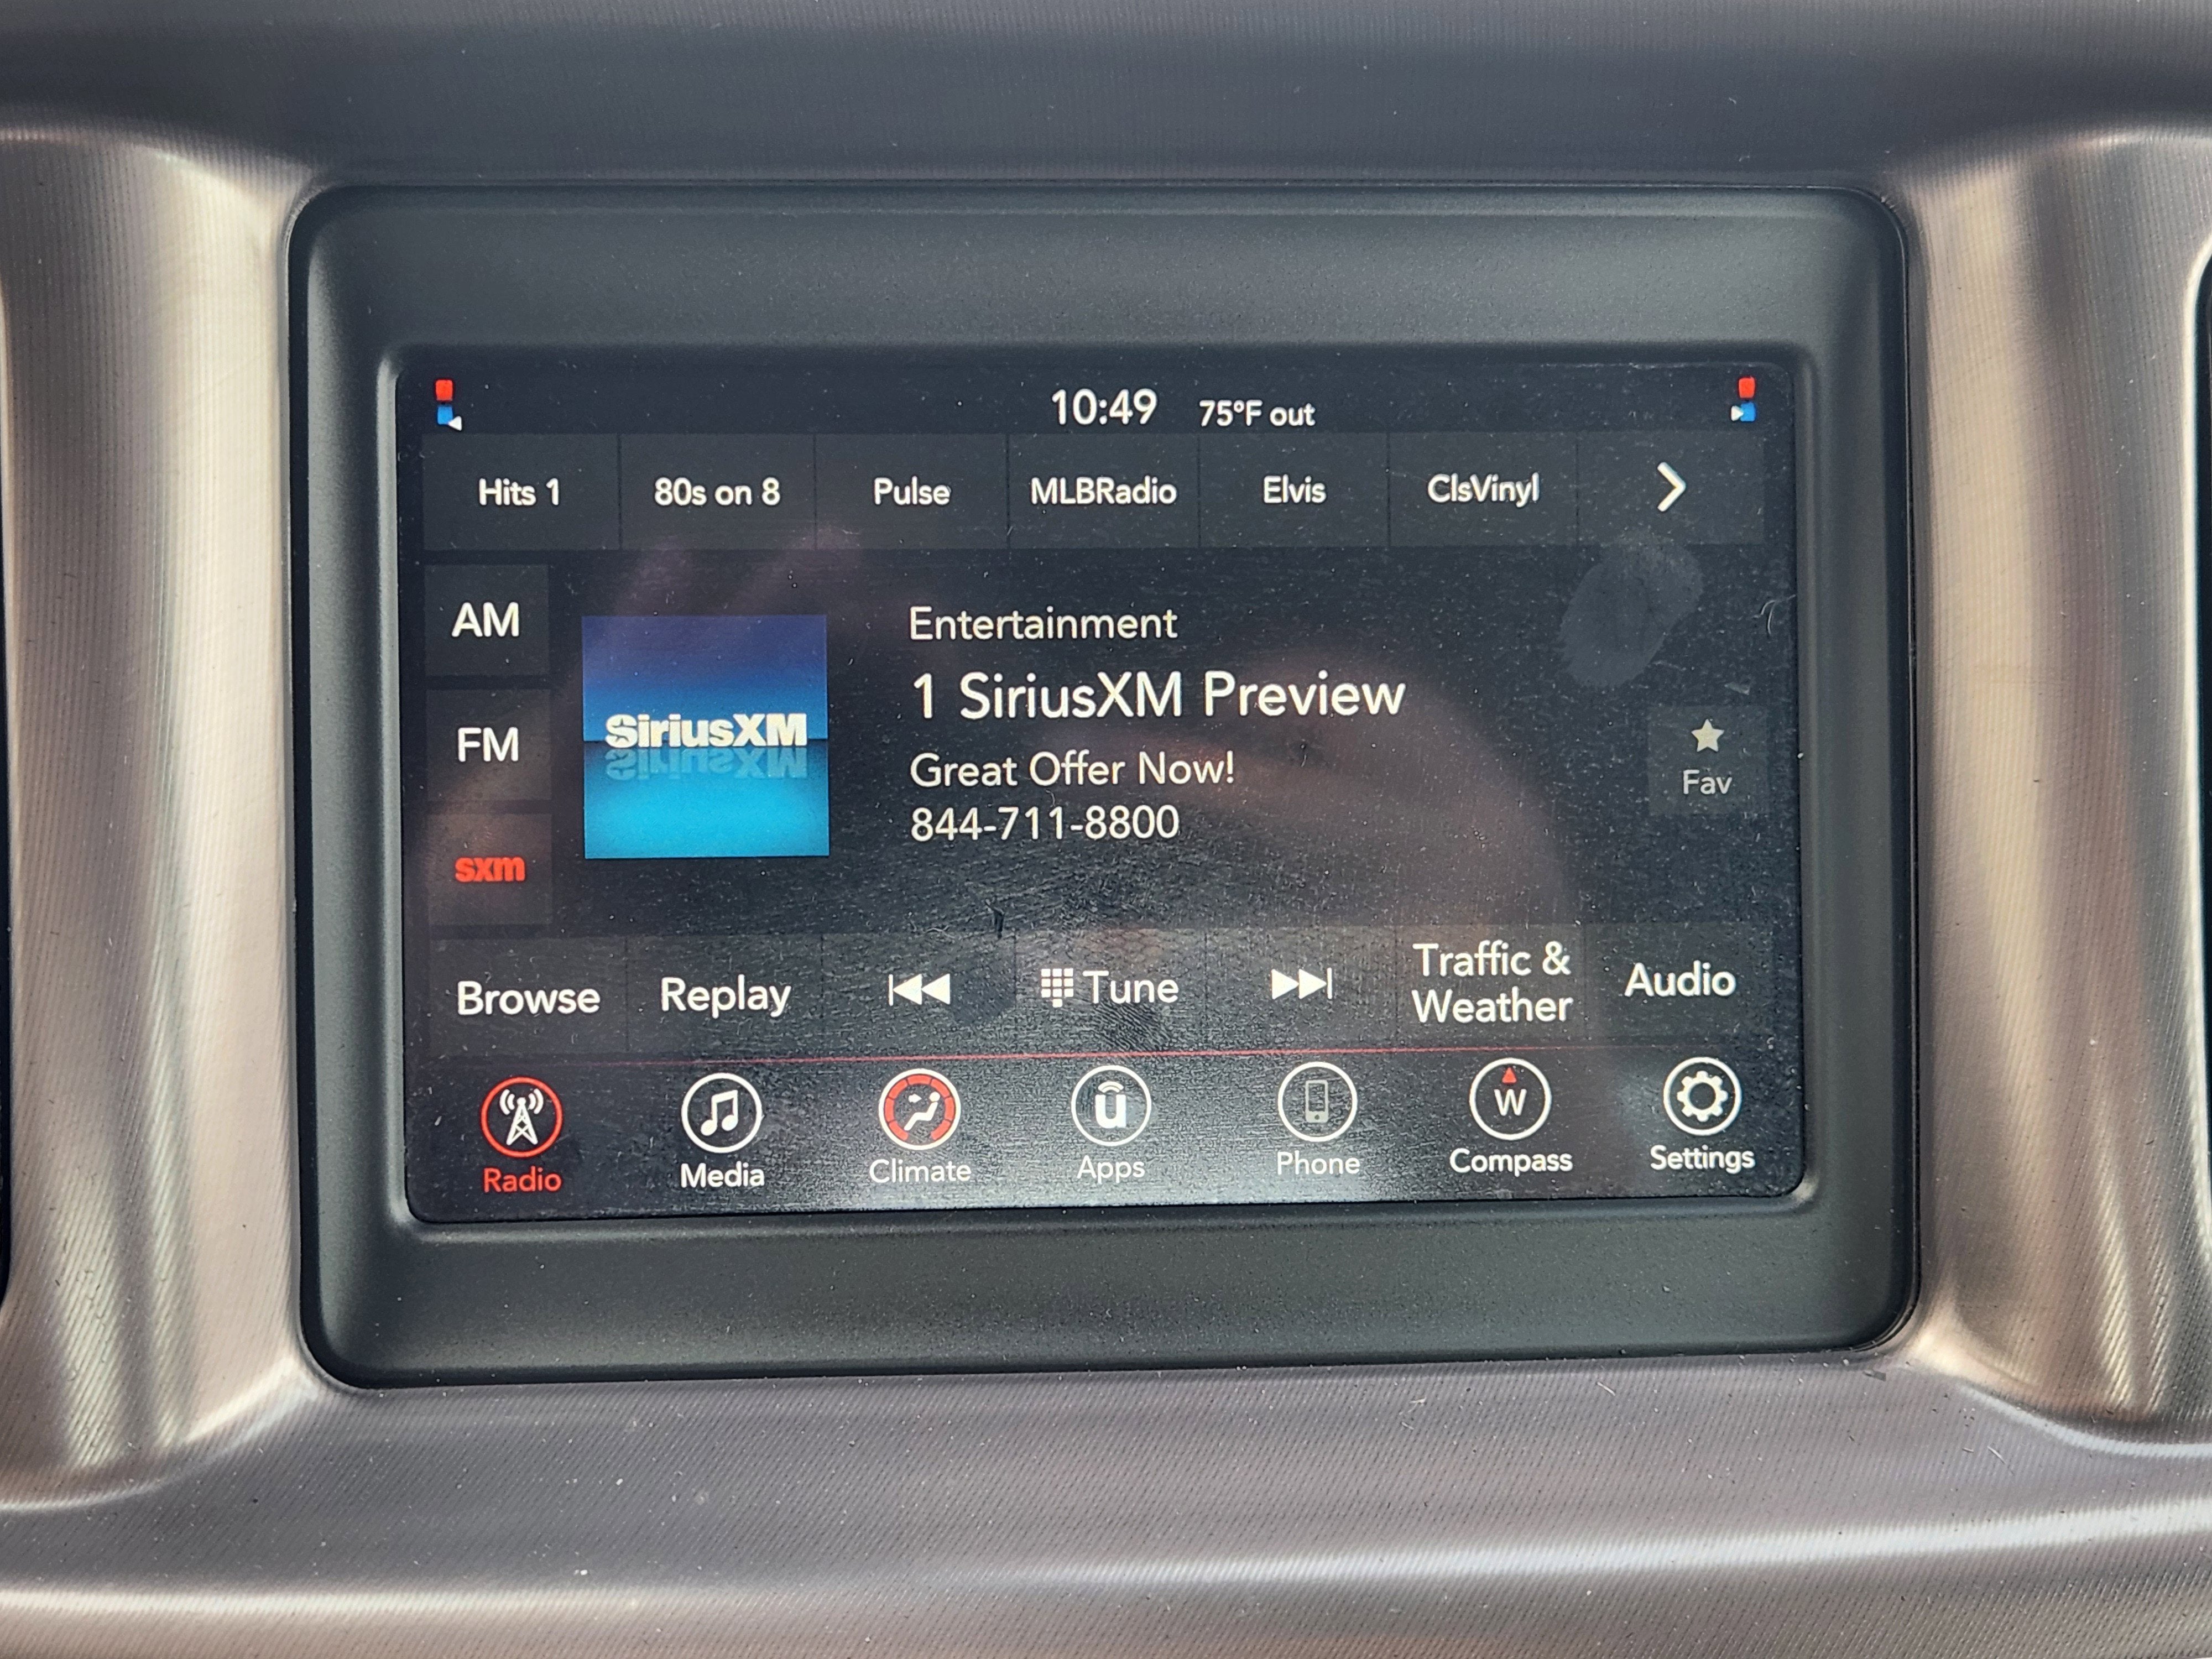 10:49 75°F out
Hits 1 80s on 8 Pulse MLBRadio Elvis ClsVinyl
AM
FM
sxm
SiriusXM
Entertainment
1 SiriusXM Preview
Great Offer Now!
844-711-8800
Fav
Browse Replay Tune Traffic & Audio
Weather
u W
Radio Media Climate Apps Phone Compass Settings